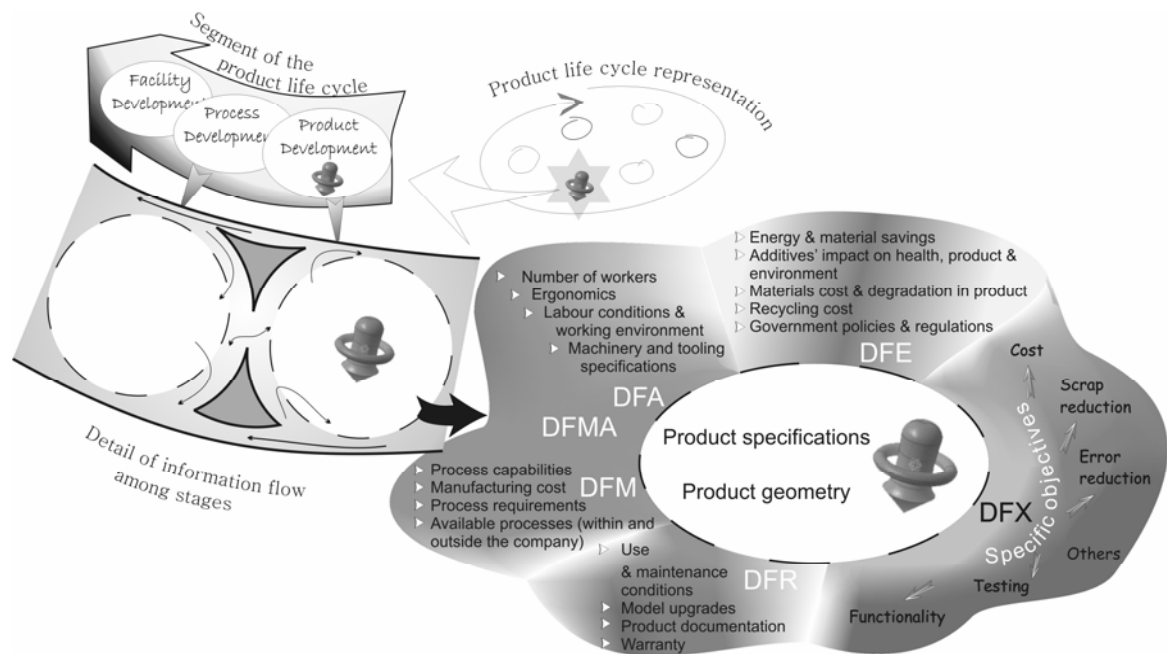 Segment of the
product life cycle
Facility
Development
Process
Development
Product
Development
Product life cycle representation
Detail of information flow
among stages
Number of workers
Ergonomics
Labour conditions &
working environment
Machinery and tooling
specifications
DFA
DFMA
DFM
Process capabilities
Manufacturing cost
Process requirements
Available processes (within and
outside the company)
Energy & material savings
Additives' impact on health, product &
environment
Materials cost & degradation in product
Recycling cost
Government policies & regulations
DFE
Product specifications
Product geometry
Use
& maintenance
conditions
Model upgrades
Product documentation
Warranty
DFR
DFX
Specific objectives
Cost
Scrap
reduction
Error
reduction
Others
Testing
Functionality